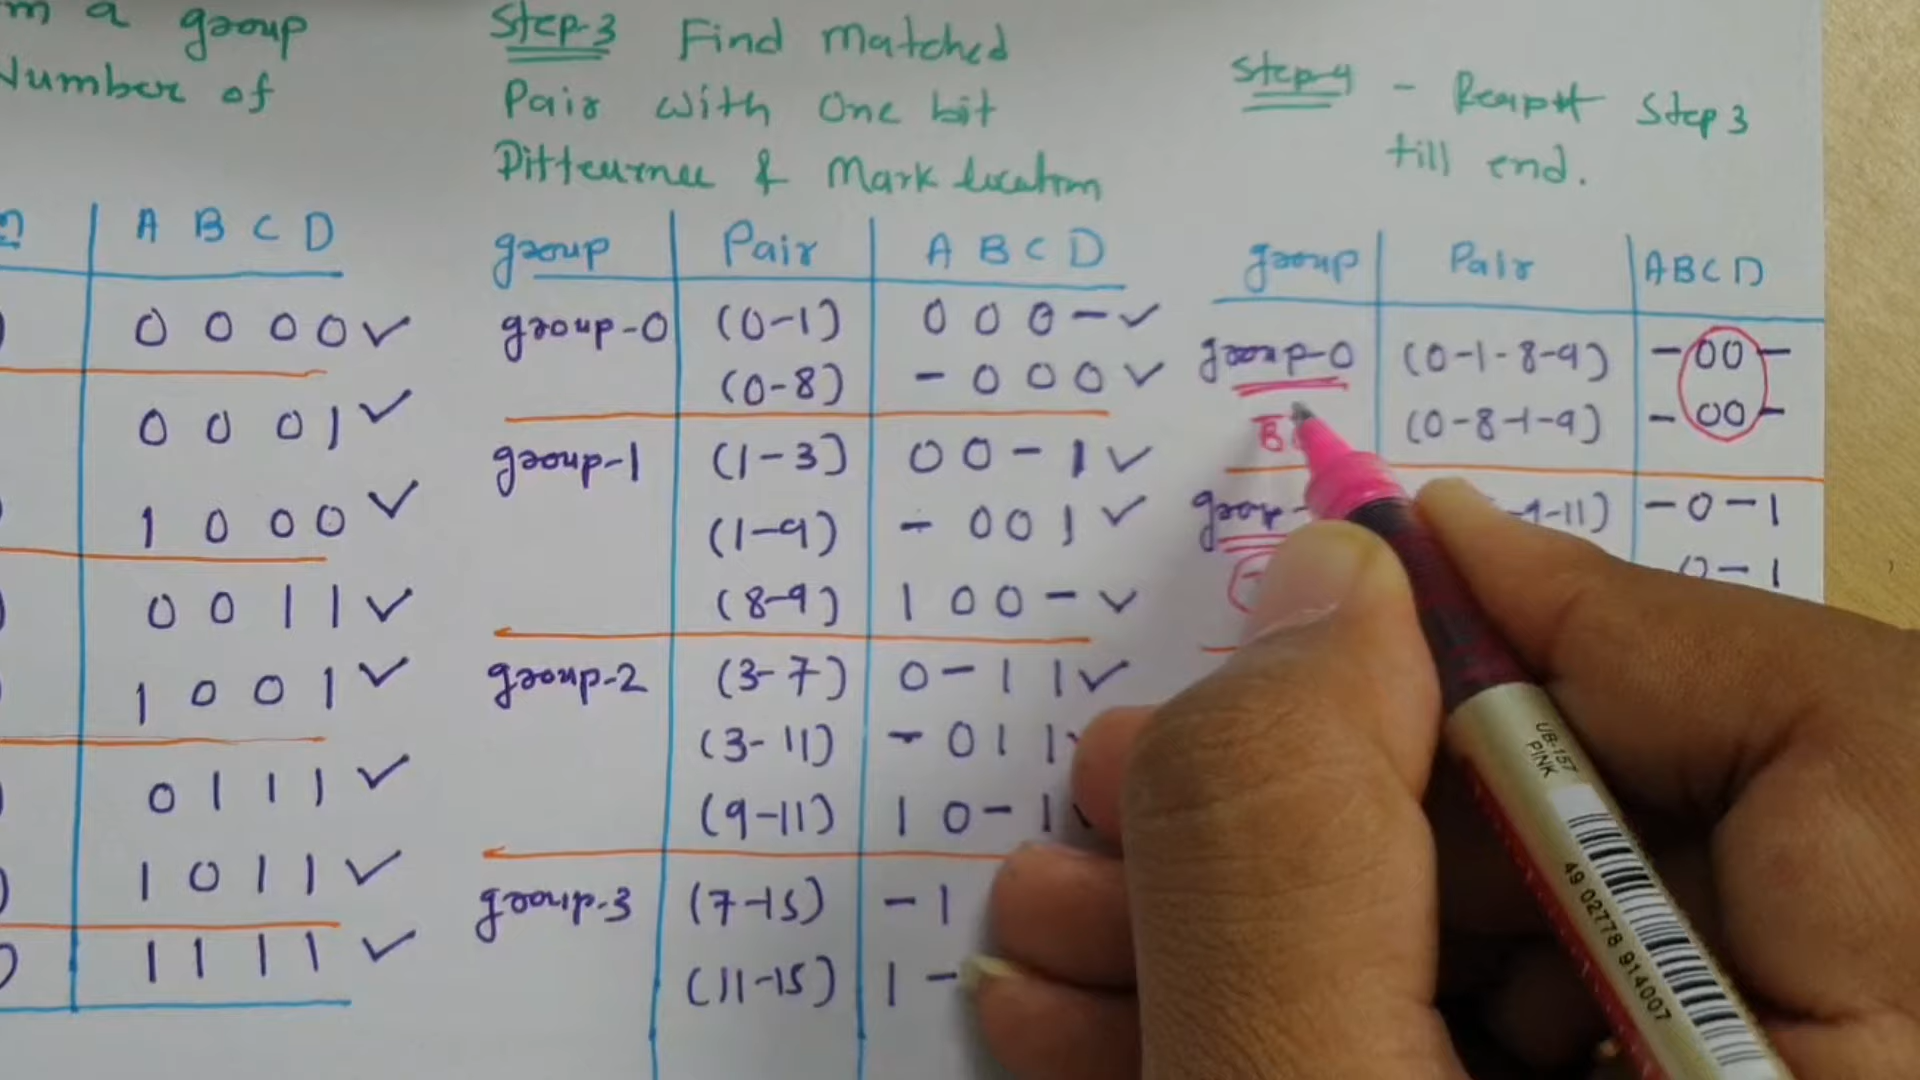 m a group
Number of
A B C D
0 0 0 0 ✓
0 0 0 1 ✓
1 0 0 0 ✓
0 0 1 1 ✓
1 0 0 1 ✓
0 1 1 1 ✓
1 0 1 1 ✓
1 1 1 1 ✓
Step-3 Find Matched
Pair with One bit
& Mark location
group Pair A B C D
group-0 (0-1) 0 0 0 - ✓
(0-8) - 0 0 0 ✓
group-1 (1-3) 0 0 - 1 ✓
(1-9) - 0 0 1 ✓
(8-9) 1 0 0 - ✓
group-2 (3-7) 0 - 1 1 ✓
(3-11) - 0 1 1
(9-11) 1 0 - 1
group-3 (7-15) - 1
(11-15) 1 -
Step-4 - Step 3
till end.
group Pair A B C D
group-0 (0-1-8-9) - 0 0 -
(0-8-1-9) - 0 0 -
B
-11) - 0 - 1
0 - 1
UB-157
PINK
49 02778 914007